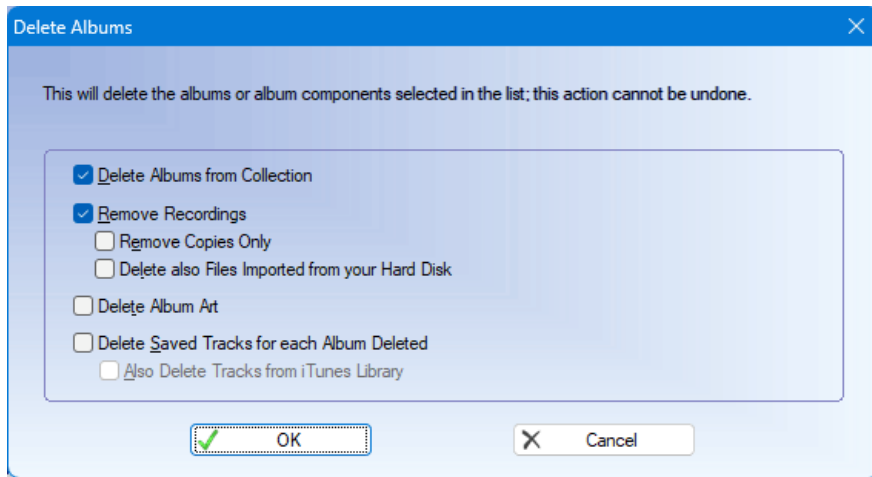 Delete Albums
This will delete the albums or album components selected in the list; this action cannot be undone.
Delete Albums from Collection
Remove Recordings
Remove Copies Only
Delete also Files Imported from your Hard Disk
Delete Album Art
Delete Saved Tracks for each Album Deleted
Also Delete Tracks from iTunes Library
OK Cancel